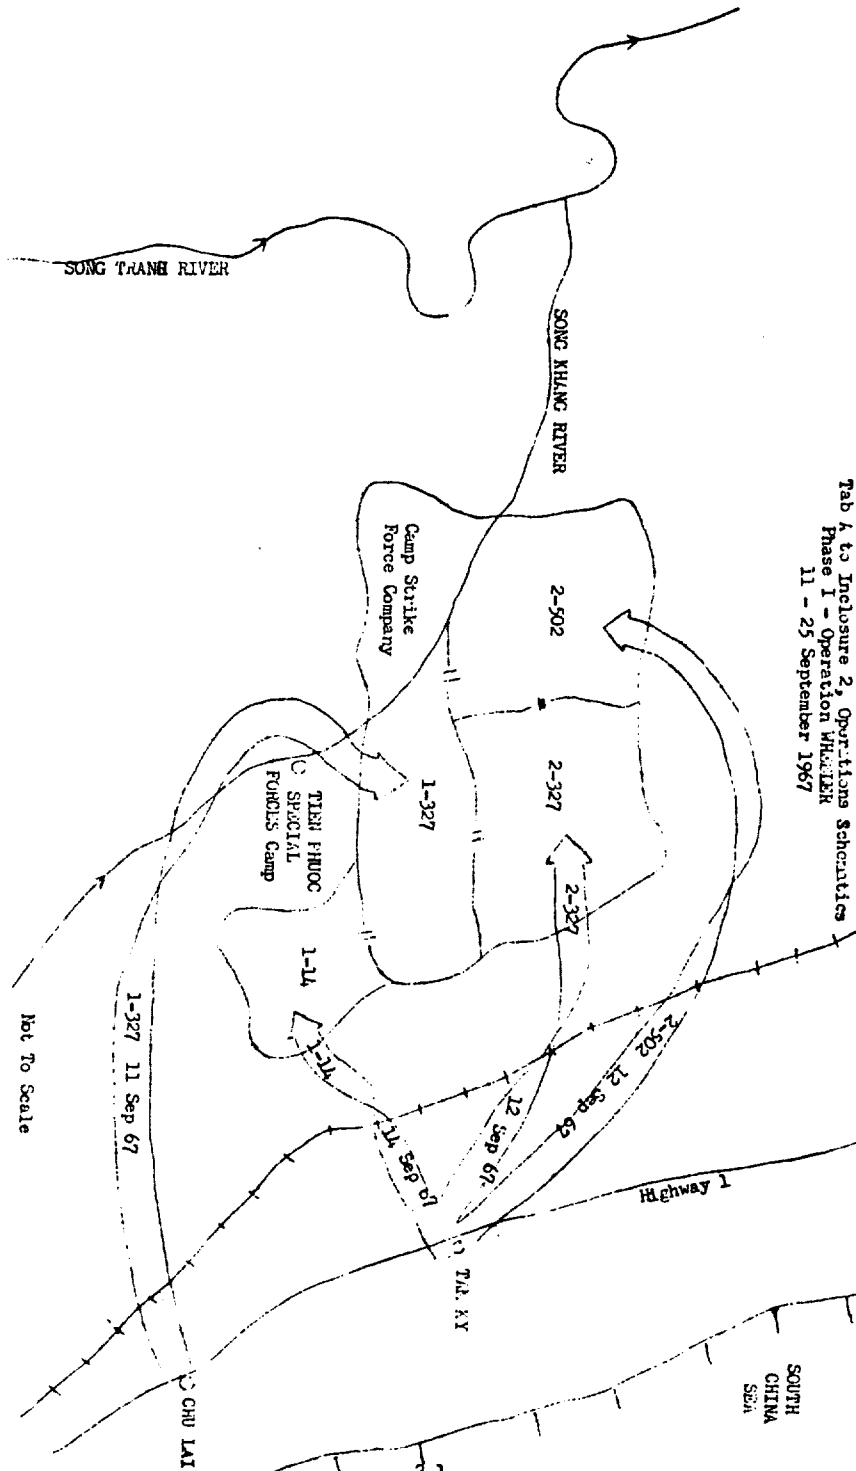 Tab A to Inclosure 2, Operations Schematics
Phase I - Operation WHEELER
11 - 25 September 1967
SONG TRANH RIVER
SONG KHANG RIVER
Camp Strike
Force Company
2-502
2-327
1-327
2-327
TIEN PHUOC
SPECIAL
FORCES Camp
1-14
1-14
2-502 12 Sep 67
12 Sep 67
14 Sep 67
1-327 11 Sep 67
Highway 1
TAM KY
CHU LAI
SOUTH
CHINA
SEA
Not To Scale